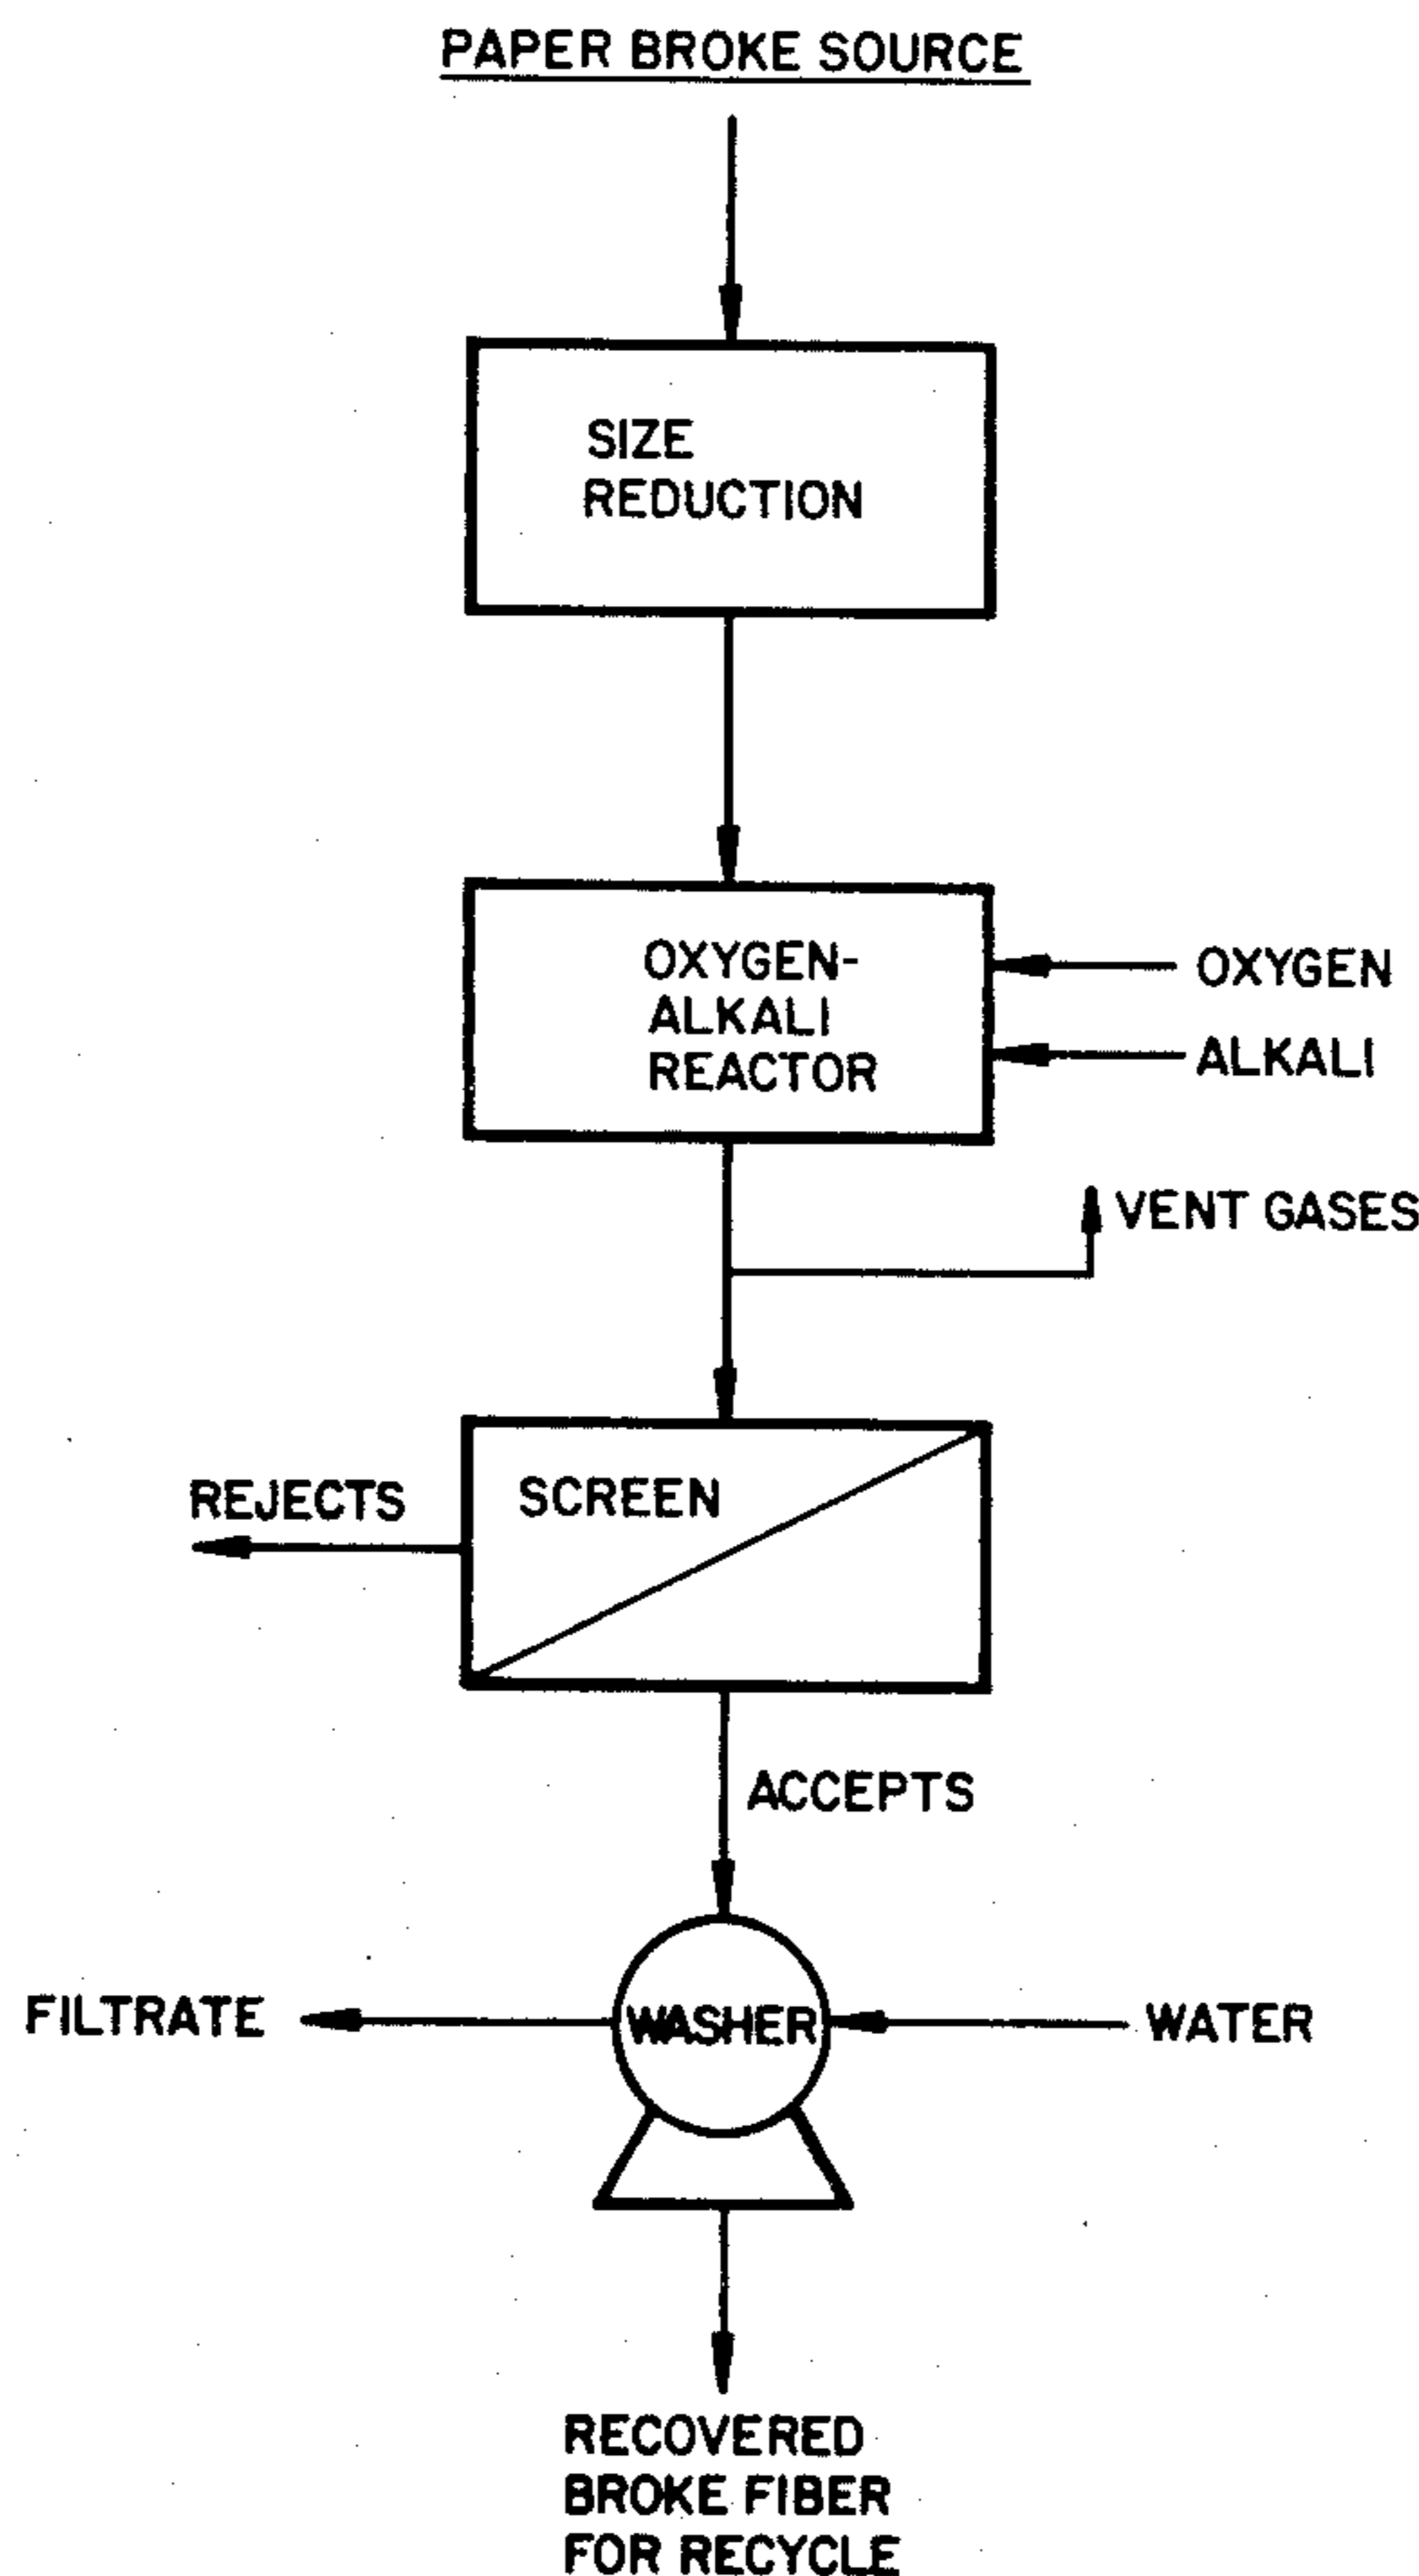 PAPER BROKE SOURCE
SIZE
REDUCTION
OXYGEN-
ALKALI
REACTOR
OXYGEN
ALKALI
VENT GASES
REJECTS
SCREEN
ACCEPTS
FILTRATE
WASHER
WATER
RECOVERED
BROKE FIBER
FOR RECYCLE